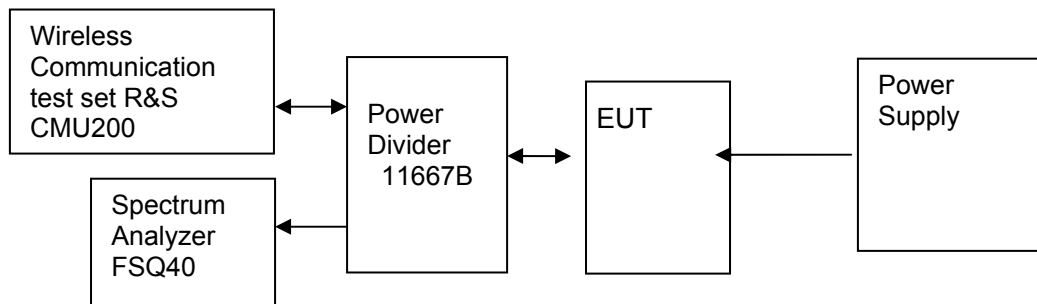 Wireless
Communication
test set R&S
CMU200
Power
Divider
11667B
EUT
Power
Supply
Spectrum
Analyzer
FSQ40